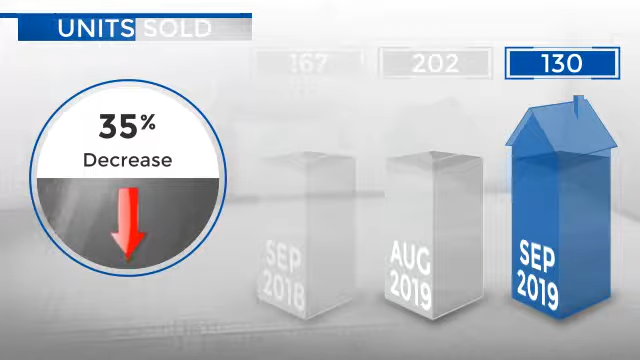 UNITS SOLD
167
202
130
35%
Decrease
SEP
2018
AUG
2019
SEP
2019